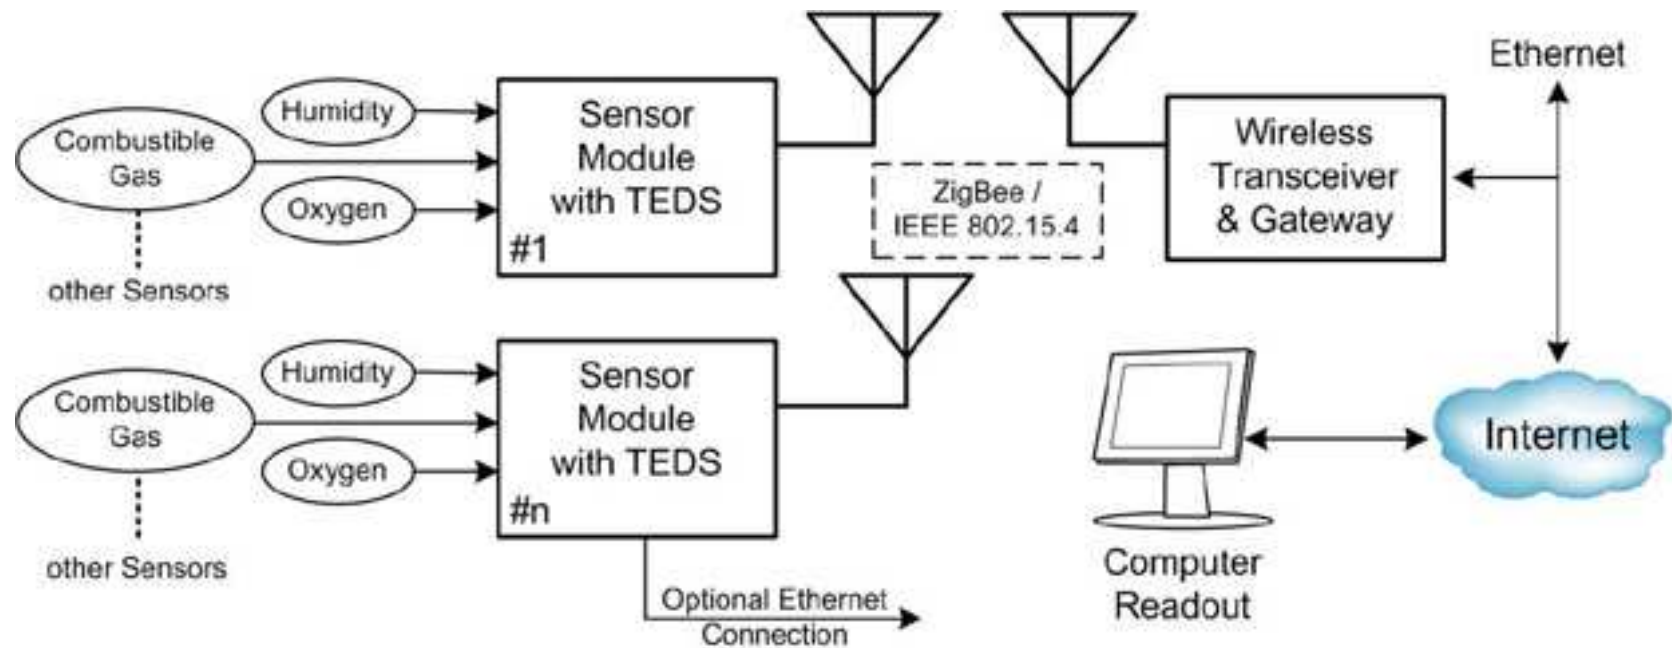 Humidity
Combustible
Gas
Oxygen
other Sensors
Sensor
Module
with TEDS
#1
ZigBee /
IEEE 802.15.4
Wireless
Transceiver
& Gateway
Ethernet
Humidity
Combustible
Gas
Oxygen
other Sensors
Sensor
Module
with TEDS
#n
Optional Ethernet
Connection
Computer
Readout
Internet